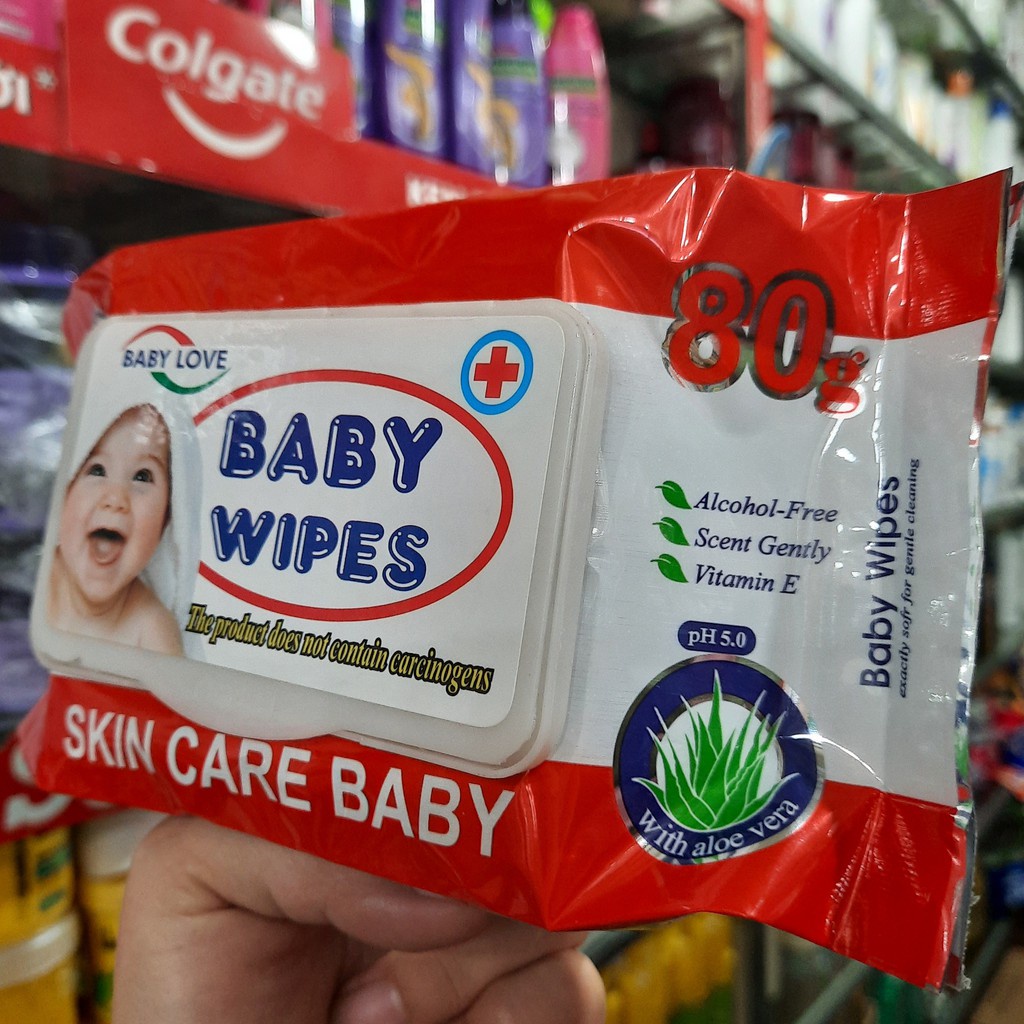 Colgate
BABY LOVE
BABY
WIPES
The product does not contain carcinogens
SKIN CARE BABY
80g
Alcohol-Free
Scent Gently
Vitamin E
pH 5.0
With aloe vera
Baby Wipes
exactly sofr for gentle cleaning